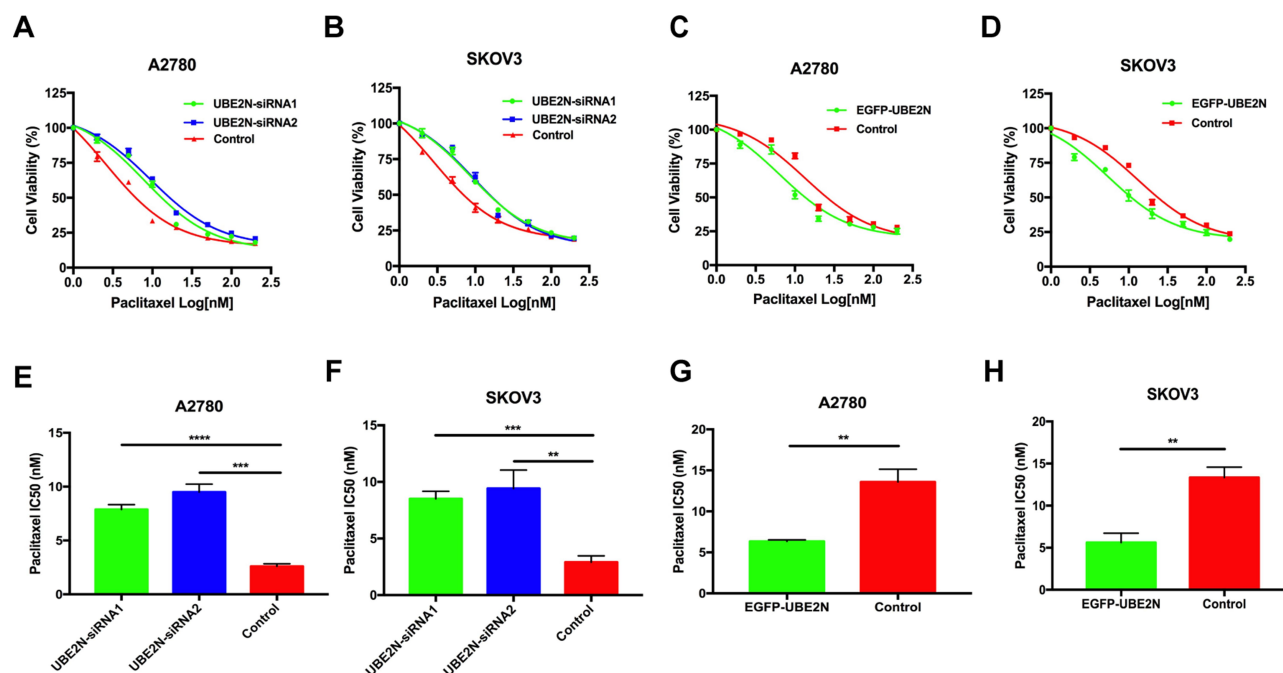 A
A2780
UBE2N-siRNA1
UBE2N-siRNA2
Control
Cell Viability (%)
125
100
75
50
25
0
0.0 0.5 1.0 1.5 2.0 2.5
Paclitaxel Log[nM]
B
SKOV3
UBE2N-siRNA1
UBE2N-siRNA2
Control
Cell Viability (%)
125
100
75
50
25
0
0.0 0.5 1.0 1.5 2.0 2.5
Paclitaxel Log[nM]
C
A2780
EGFP-UBE2N
Control
Cell Viability (%)
125
100
75
50
25
0
0.0 0.5 1.0 1.5 2.0 2.5
Paclitaxel Log[nM]
D
SKOV3
EGFP-UBE2N
Control
Cell Viability (%)
125
100
75
50
25
0
0.0 0.5 1.0 1.5 2.0 2.5
Paclitaxel Log[nM]
E
A2780
****
***
Paclitaxel IC50 (nM)
15
10
5
0
UBE2N-siRNA1
UBE2N-siRNA2
Control
F
SKOV3
***
**
Paclitaxel IC50 (nM)
15
10
5
0
UBE2N-siRNA1
UBE2N-siRNA2
Control
G
A2780
**
Paclitaxel IC50 (nM)
20
15
10
5
0
EGFP-UBE2N Control
H
SKOV3
**
Paclitaxel IC50 (nM)
20
15
10
5
0
EGFP-UBE2N Control